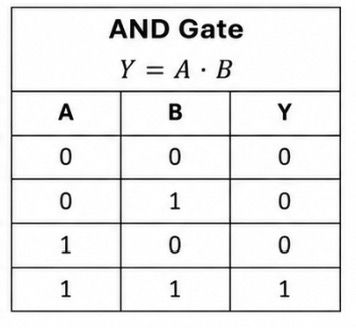 AND Gate
Y = A · B
A B Y
0 0 0
0 1 0
1 0 0
1 1 1